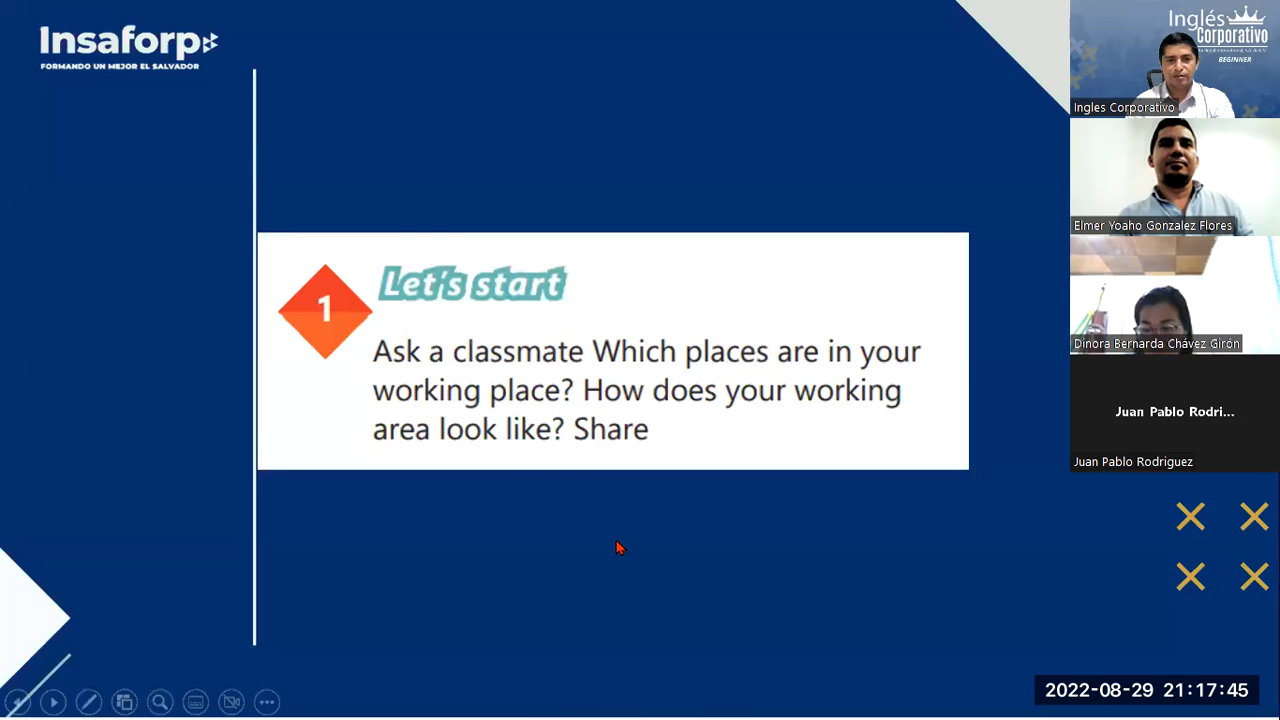 Insaforp
FORMANDO UN MEJOR EL SALVADOR
1
Let's start
Ask a classmate Which places are in your
working place? How does your working
area look like? Share
Inglés
Corporativo
BEGINNER
Ingles Corporativo
Elmer Yoaho Gonzalez Flores
Dinora Bernarda Chávez Girón
Juan Pablo Rodri...
Juan Pablo Rodriguez
2022-08-29 21:17:45